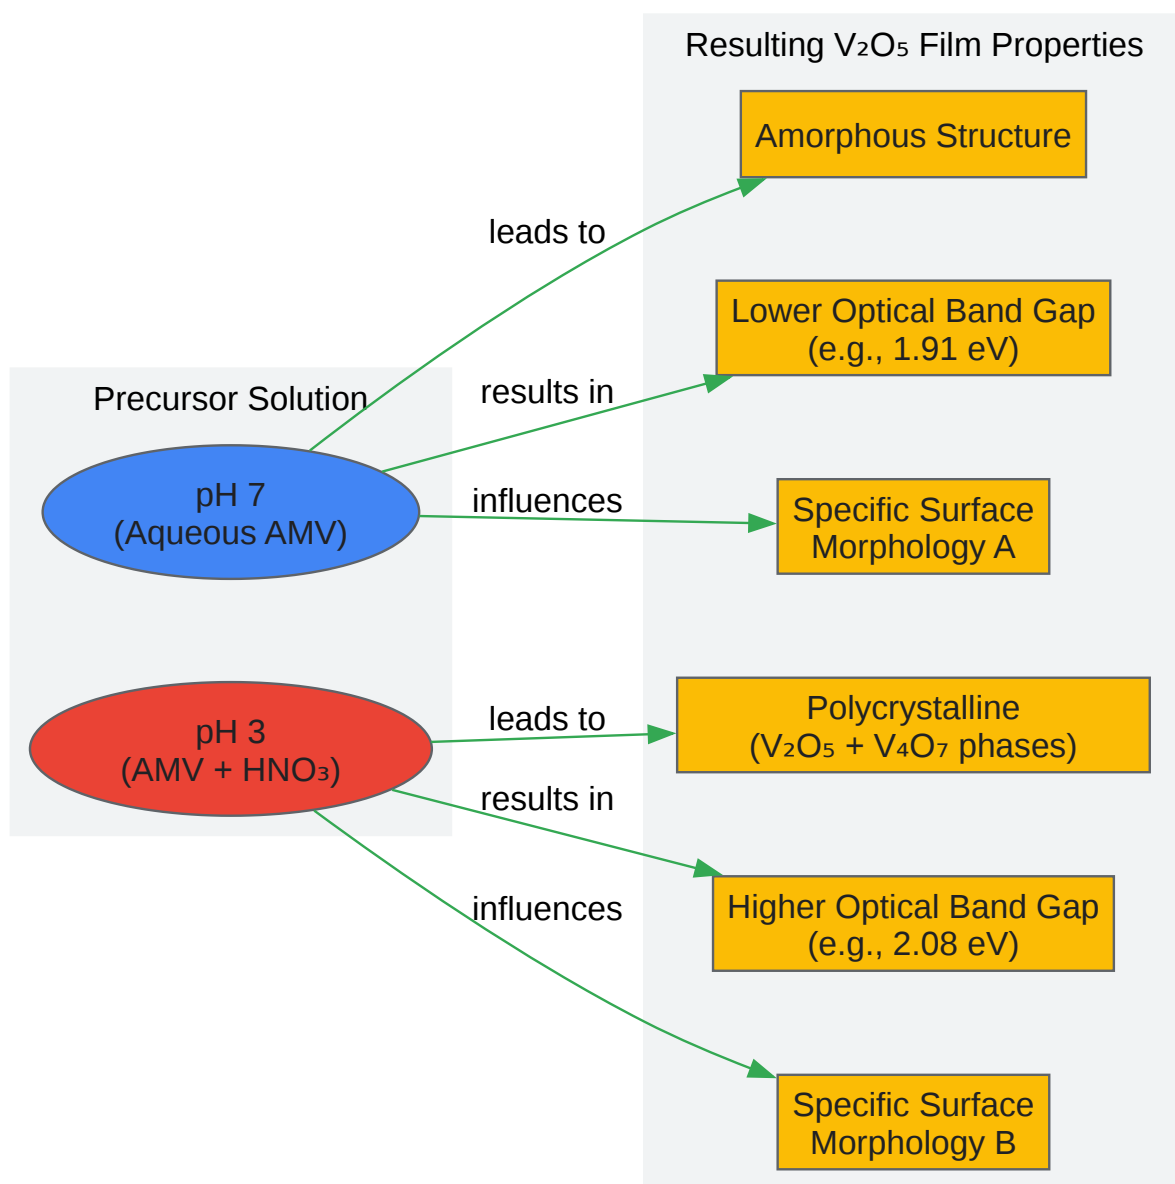 Resulting V₂O₅ Film Properties
Amorphous Structure
leads to
Lower Optical Band Gap
(e.g., 1.91 eV)
results in
Precursor Solution
pH 7
(Aqueous AMV)
influences
Specific Surface
Morphology A
pH 3
(AMV + HNO₃)
leads to
Polycrystalline
(V₂O₅ + V₄O₇ phases)
results in
Higher Optical Band Gap
(e.g., 2.08 eV)
influences
Specific Surface
Morphology B